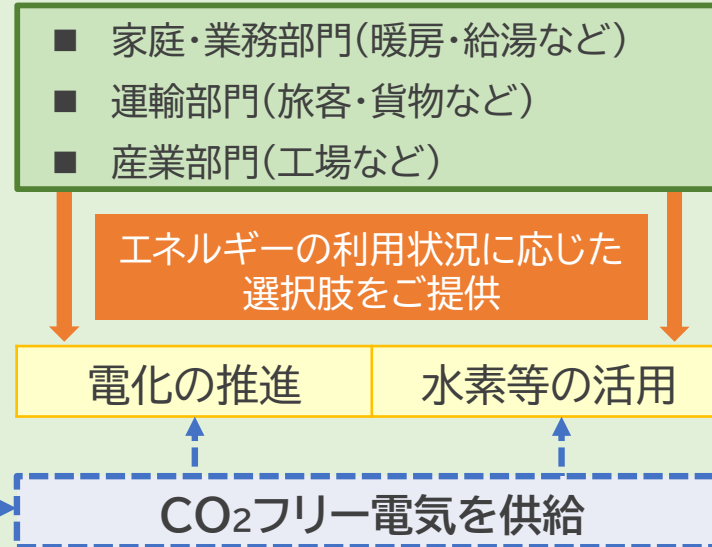 ■ 家庭・業務部門(暖房・給湯など)
■ 運輸部門(旅客・貨物など)
■ 産業部門(工場など)
エネルギーの利用状況に応じた
選択肢をご提供
電化の推進
水素等の活用
CO2フリー電気を供給